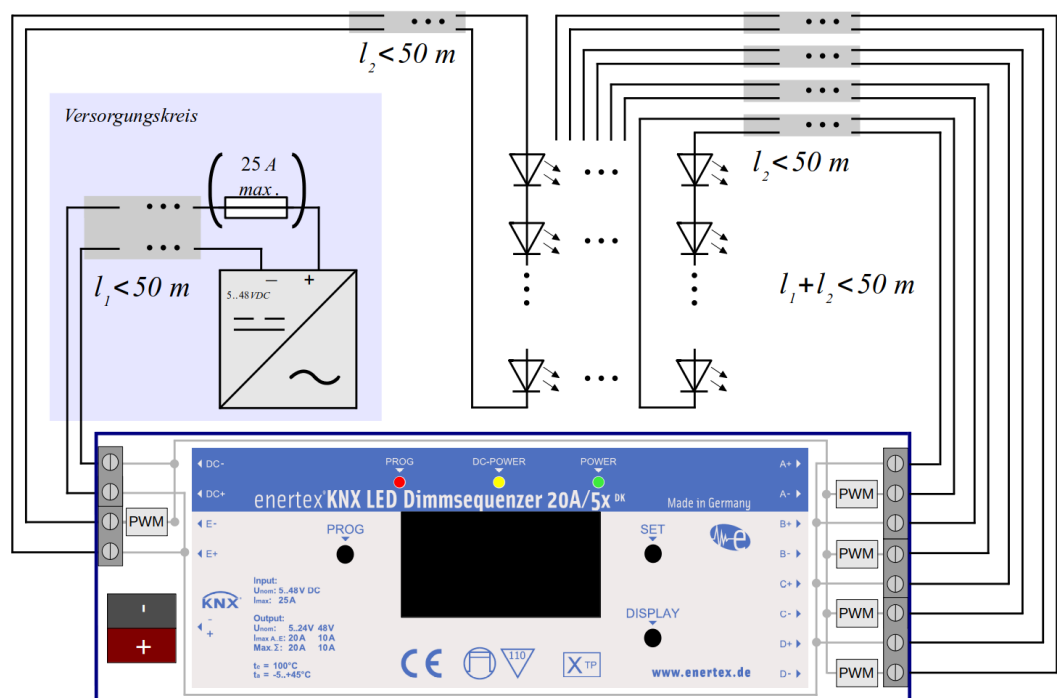 l₂ < 50 m
Versorgungskreis
25 A
max.
l₁ < 50 m
− +
5..48 VDC
l₂ < 50 m
l₁ + l₂ < 50 m
DC-
DC+
E-
E+
PWM
PROG
DC-POWER
POWER
enertex® KNX LED Dimmsequenzer 20A/5x DK
Made in Germany
PROG
SET
DISPLAY
KNX
-
+
-
+
Input:
Unom: 5..48V DC
Imax: 25A
Output:
Unom: 5..24V 48V
Imax A..E: 20A 10A
Max. Σ: 20A 10A
tc = 100°C
ta = -5..+45°C
CE
110
X TP
e
www.enertex.de
A+
A-
B+
B-
C+
C-
D+
D-
PWM
PWM
PWM
PWM